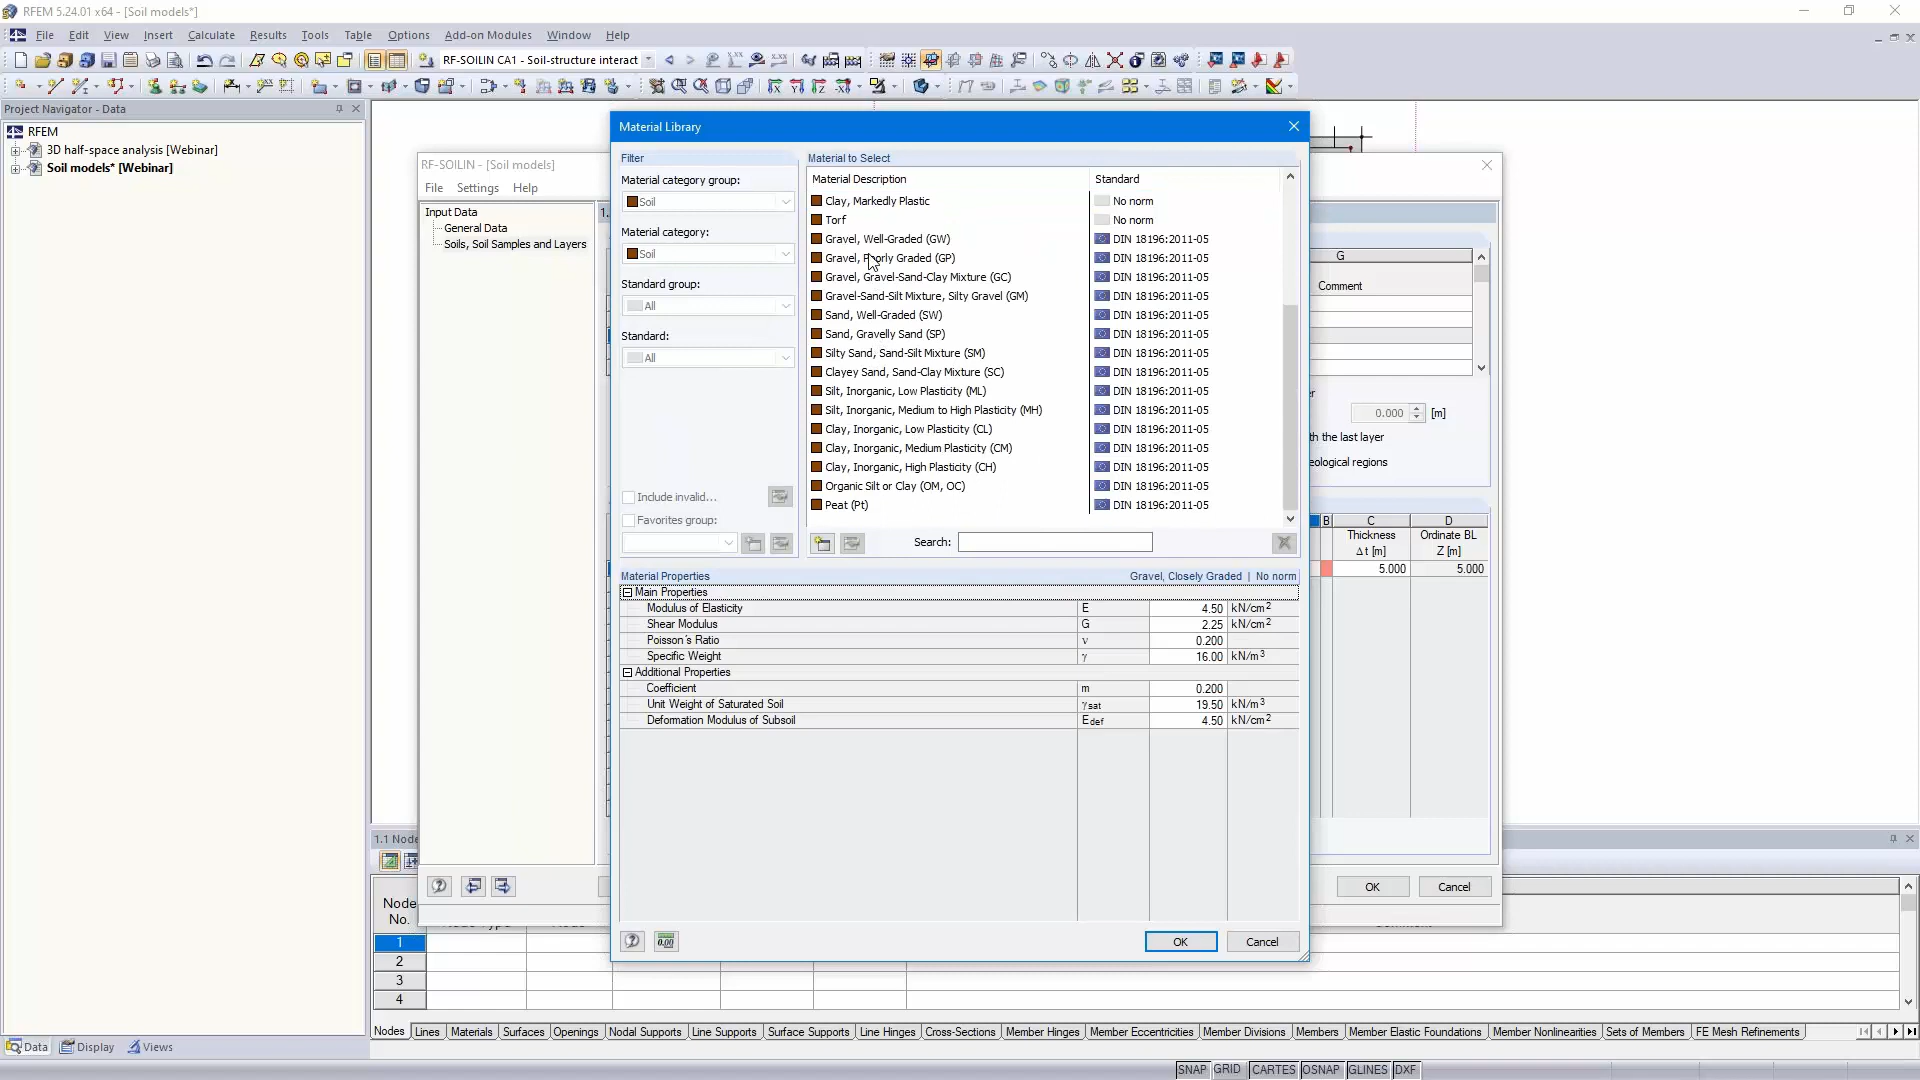 RFEM 5.24.01 x64 - [Soil models*]
File Edit View Insert Calculate Results Tools Table Options Add-on Modules Window Help
RF-SOILIN CA1 - Soil-structure interact
Project Navigator - Data
RFEM
3D half-space analysis [Webinar]
Soil models* [Webinar]
RF-SOILIN - [Soil models]
File Settings Help
Input Data
General Data
Soils, Soil Samples and Layers
1.
Material Library
Filter
Material category group:
Soil
Material category:
Soil
Standard group:
All
Standard:
All
Include invalid...
Favorites group:
Material to Select
Material Description Standard
Clay, Markedly Plastic No norm
Torf No norm
Gravel, Well-Graded (GW) DIN 18196:2011-05
Gravel, Poorly Graded (GP) DIN 18196:2011-05
Gravel, Gravel-Sand-Clay Mixture (GC) DIN 18196:2011-05
Gravel-Sand-Silt Mixture, Silty Gravel (GM) DIN 18196:2011-05
Sand, Well-Graded (SW) DIN 18196:2011-05
Sand, Gravelly Sand (SP) DIN 18196:2011-05
Silty Sand, Sand-Silt Mixture (SM) DIN 18196:2011-05
Clayey Sand, Sand-Clay Mixture (SC) DIN 18196:2011-05
Silt, Inorganic, Low Plasticity (ML) DIN 18196:2011-05
Silt, Inorganic, Medium to High Plasticity (MH) DIN 18196:2011-05
Clay, Inorganic, Low Plasticity (CL) DIN 18196:2011-05
Clay, Inorganic, Medium Plasticity (CM) DIN 18196:2011-05
Clay, Inorganic, High Plasticity (CH) DIN 18196:2011-05
Organic Silt or Clay (OM, OC) DIN 18196:2011-05
Peat (Pt) DIN 18196:2011-05
Search:
Material Properties Gravel, Closely Graded | No norm
Main Properties
Modulus of Elasticity E 4.50 kN/cm2
Shear Modulus G 2.25 kN/cm2
Poisson's Ratio ν 0.200
Specific Weight γ 16.00 kN/m3
Additional Properties
Coefficient m 0.200
Unit Weight of Saturated Soil γsat 19.50 kN/m3
Deformation Modulus of Subsoil Edef 4.50 kN/cm2
OK Cancel
G
Comment
0.000 [m]
th the last layer
eological regions
B C D
Thickness Ordinate BL
Δt [m] Z [m]
5.000 5.000
OK Cancel
1.1 Node
Node
No.
1
2
3
4
Nodes Lines Materials Surfaces Openings Nodal Supports Line Supports Surface Supports Line Hinges Cross-Sections Member Hinges Member Eccentricities Member Divisions Members Member Elastic Foundations Member Nonlinearities Sets of Members FE Mesh Refinements
Data Display Views
SNAP GRID CARTES OSNAP GLINES DXF